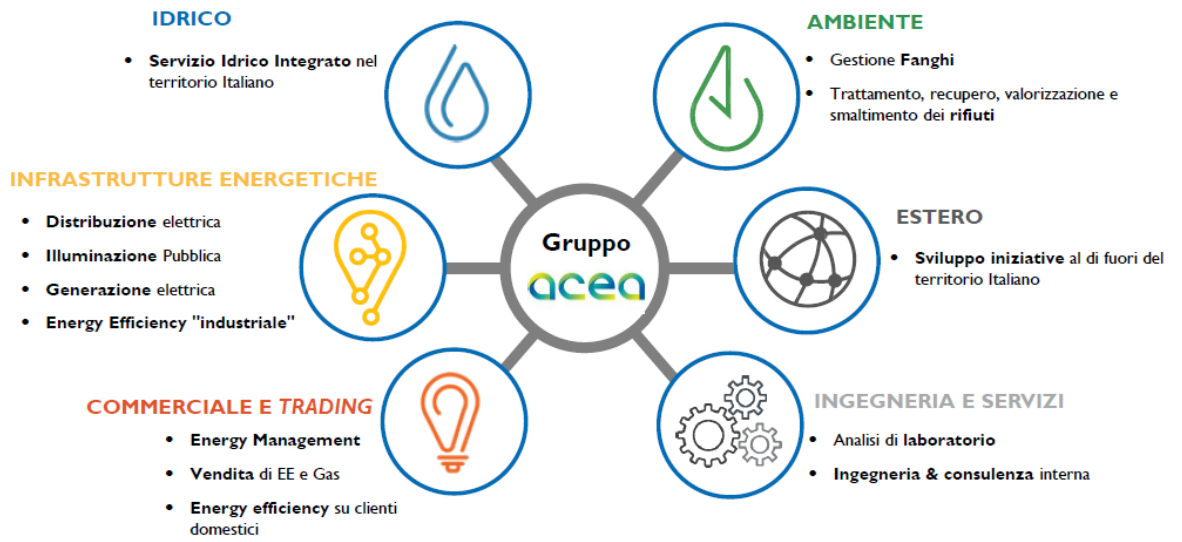 IDRICO
• Servizio Idrico Integrato nel
territorio Italiano
AMBIENTE
• Gestione Fanghi
• Trattamento, recupero, valorizzazione e
smaltimento dei rifiuti
INFRASTRUTTURE ENERGETICHE
• Distribuzione elettrica
• Illuminazione Pubblica
• Generazione elettrica
• Energy Efficiency "industriale"
Gruppo
acea
ESTERO
• Sviluppo iniziative al di fuori del
territorio Italiano
COMMERCIALE E TRADING
• Energy Management
• Vendita di EE e Gas
• Energy efficiency su clienti
domestici
INGEGNERIA E SERVIZI
• Analisi di laboratorio
• Ingegneria & consulenza interna